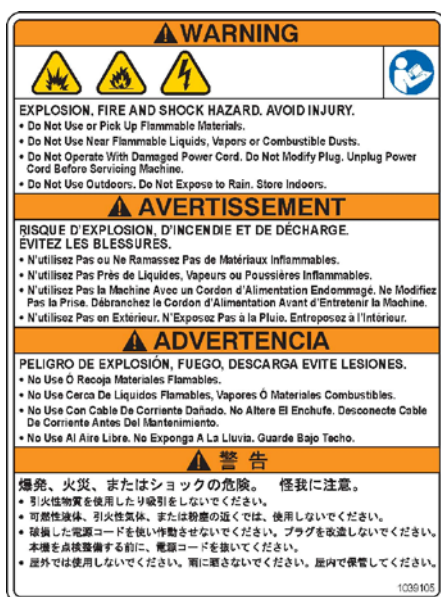 WARNING
EXPLOSION, FIRE AND SHOCK HAZARD. AVOID INJURY.
• Do Not Use or Pick Up Flammable Materials.
• Do Not Use Near Flammable Liquids, Vapors or Combustible Dusts.
• Do Not Operate With Damaged Power Cord. Do Not Modify Plug. Unplug Power
Cord Before Servicing Machine.
• Do Not Use Outdoors. Do Not Expose to Rain. Store Indoors.
AVERTISSEMENT
RISQUE D'EXPLOSION, D'INCENDIE ET DE DÉCHARGE.
ÉVITEZ LES BLESSURES.
• N'utilisez Pas ou Ne Ramassez Pas de Matériaux Inflammables.
• N'utilisez Pas Près de Liquides, Vapeurs ou Poussières Inflammables.
• N'utilisez Pas la Machine Avec un Cordon d'Alimentation Endommagé. Ne Modifiez
Pas la Prise. Débranchez le Cordon d'Alimentation Avant d'Entretenir la Machine.
• N'utilisez Pas en Extérieur. N'Exposez Pas à la Pluie. Entreposez à l'Intérieur.
ADVERTENCIA
PELIGRO DE EXPLOSIÓN, FUEGO, DESCARGA EVITE LESIONES.
• No Use Ó Recoja Materiales Flamables.
• No Use Cerca De Líquidos Flamables, Vapores Ó Materiales Combustibles.
• No Use Con Cable De Corriente Dañado. No Altere El Enchufe. Desconecte Cable
De Corriente Antes Del Mantenimiento.
• No Use Al Aire Libre. No Exponga A La Lluvia. Guarde Bajo Techo.
警告
爆発、火災、またはショックの危険。 怪我に注意。
• 引火性物質を使用したり吸引をしないでください。
• 可燃性液体、引火性気体、または粉塵の近くでは、使用しないでください。
• 破損した電源コードを使い作動させないでください。プラグを改造しないでください。
本機を点検整備する前に、電源コードを抜いてください。
• 屋外では使用しないでください。雨に晒さないでください。屋内で保管してください。
1039105